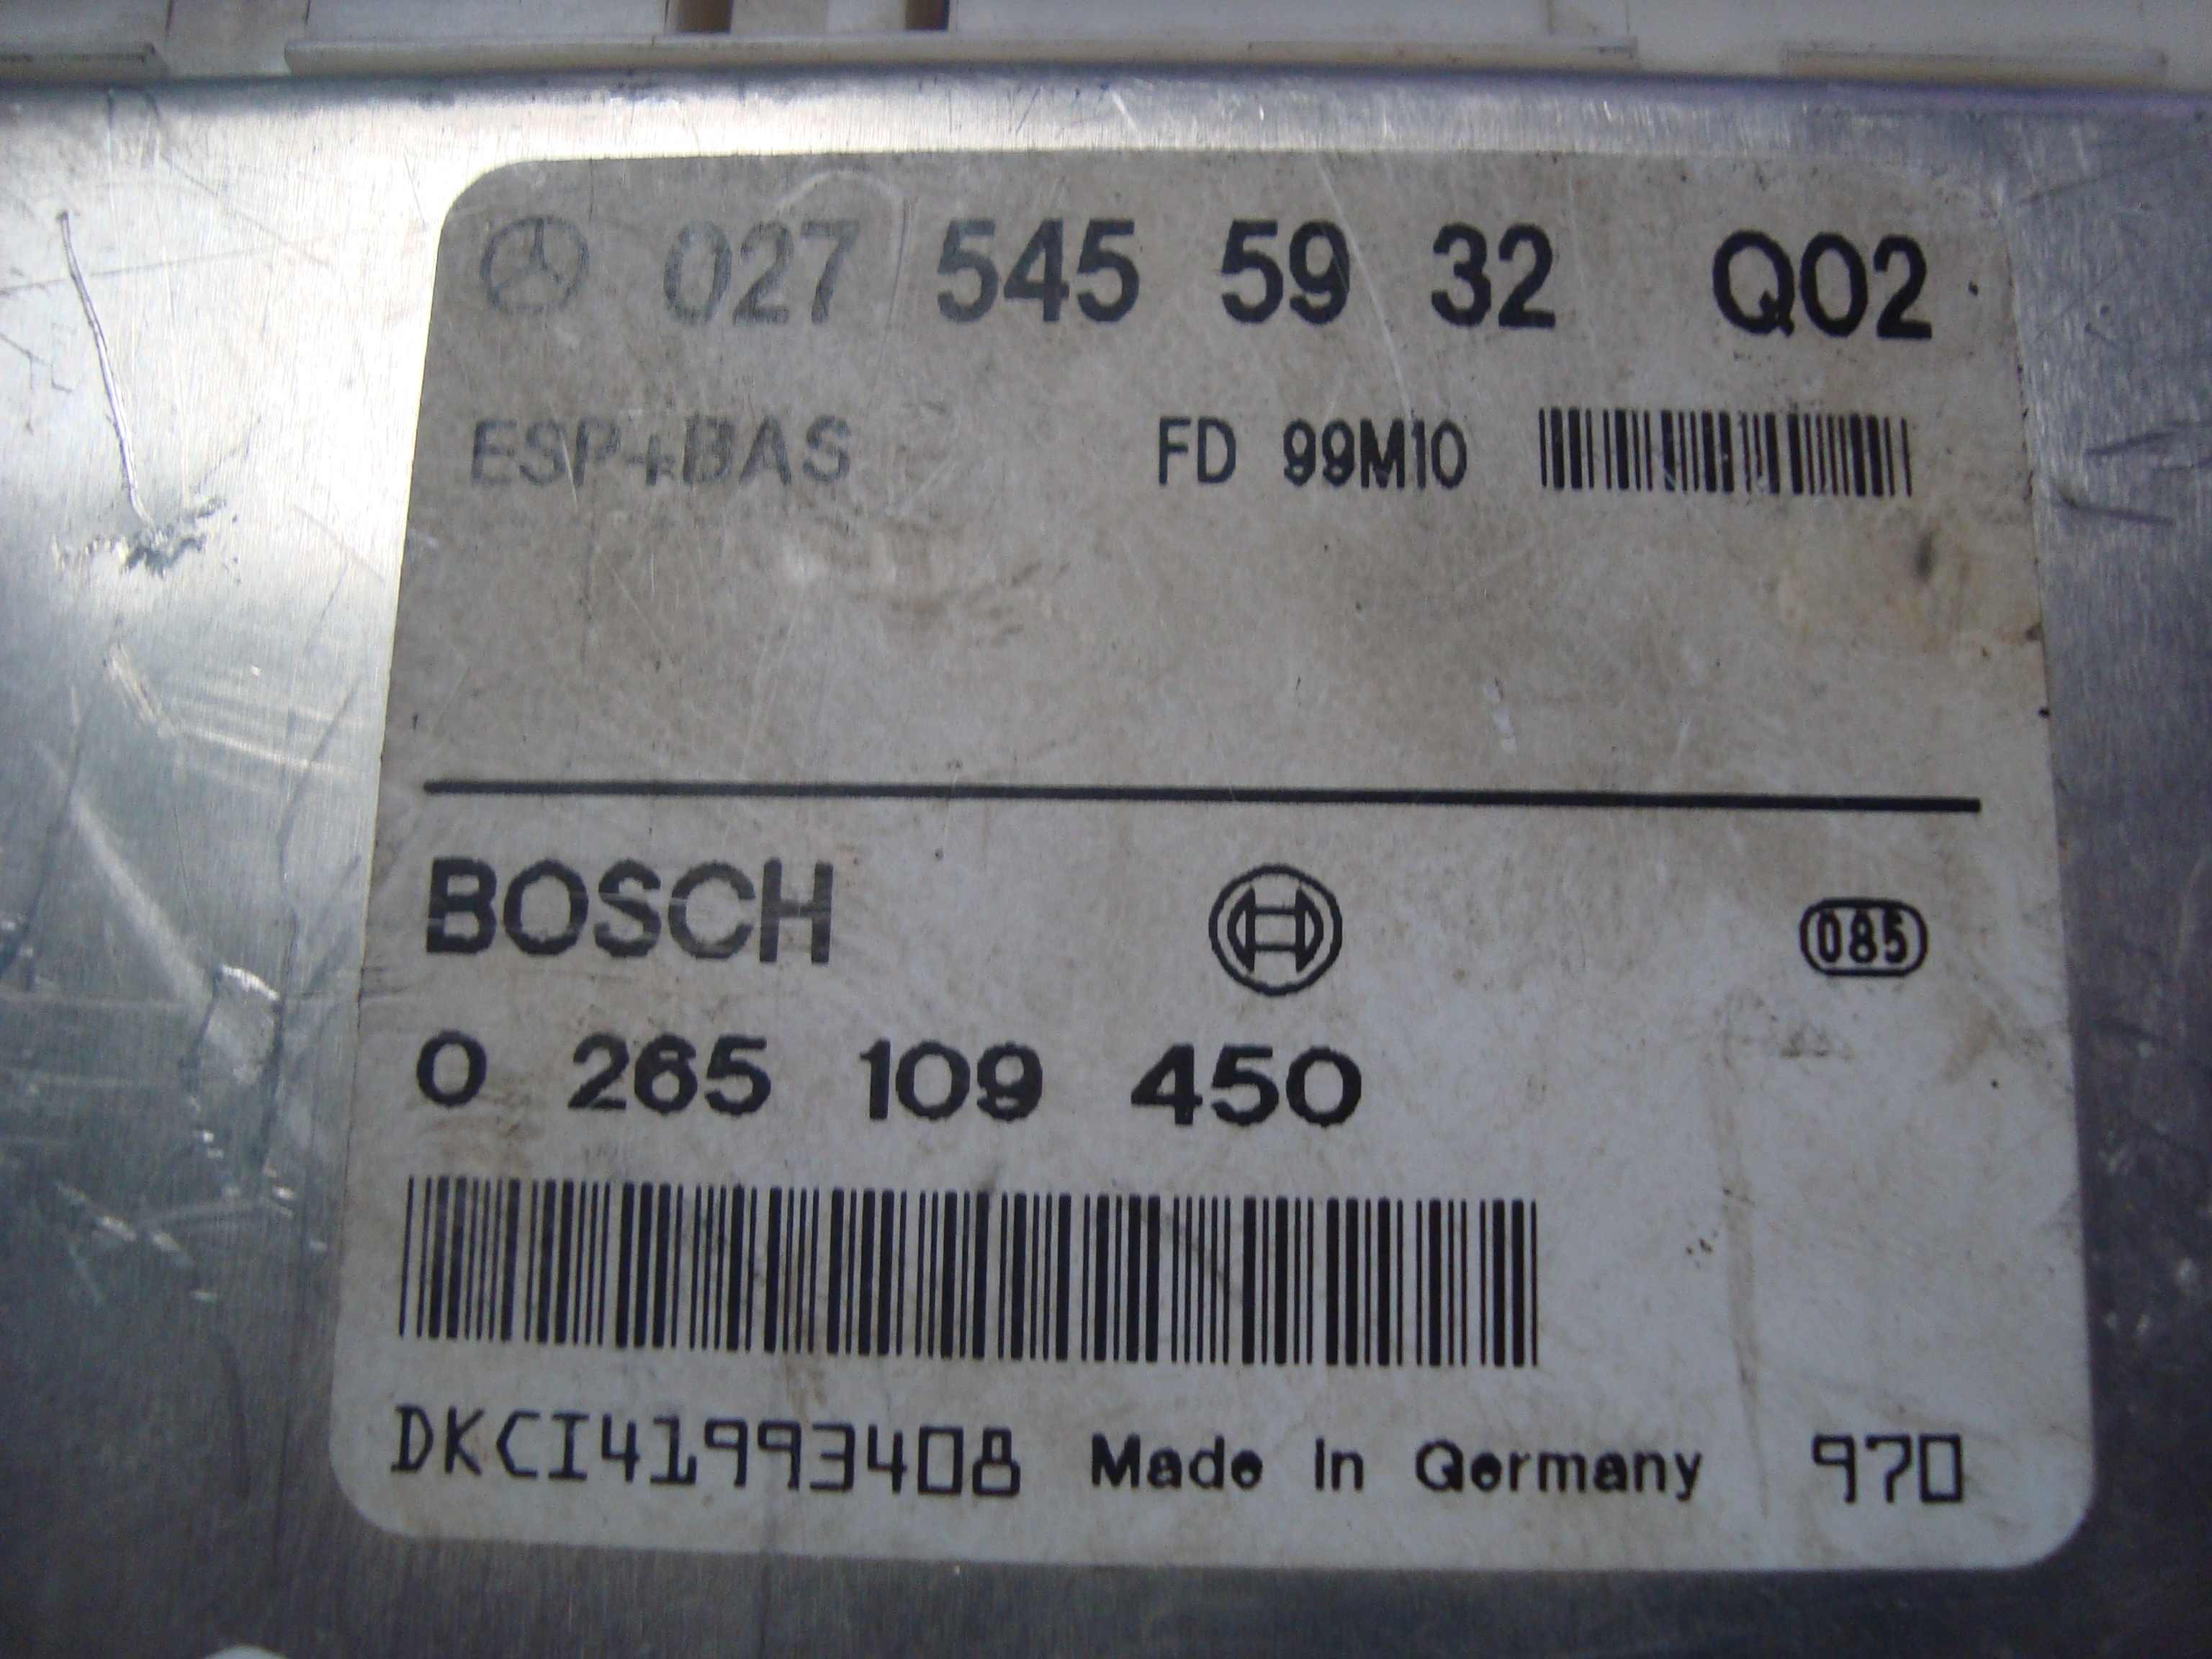 027 545 59 32 Q02
ESP+BAS FD 99M10
BOSCH 085
0 265 109 450
DKCI41993408 Made in Germany 970